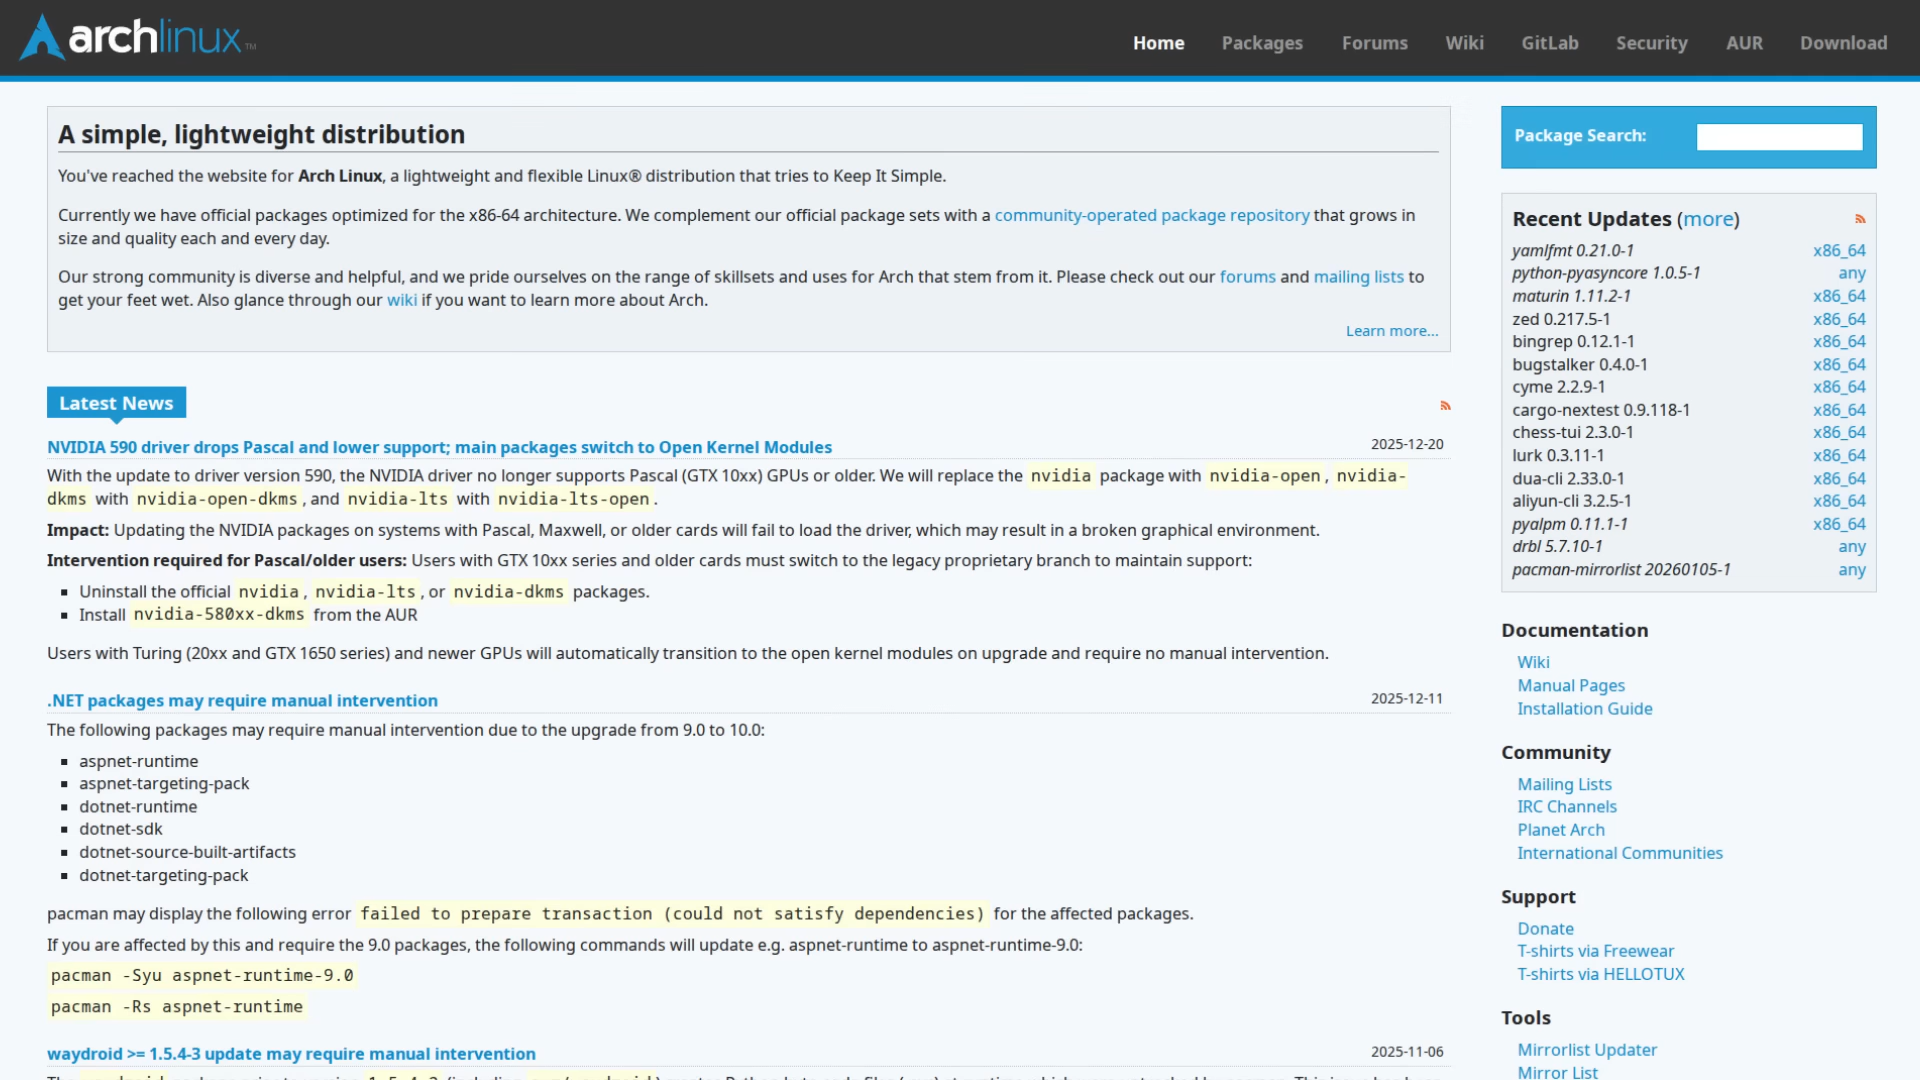 archlinux™
Home Packages Forums Wiki GitLab Security AUR Download
A simple, lightweight distribution
You've reached the website for Arch Linux, a lightweight and flexible Linux® distribution that tries to Keep It Simple.
Currently we have official packages optimized for the x86-64 architecture. We complement our official package sets with a community-operated package repository that grows in
size and quality each and every day.
Our strong community is diverse and helpful, and we pride ourselves on the range of skillsets and uses for Arch that stem from it. Please check out our forums and mailing lists to
get your feet wet. Also glance through our wiki if you want to learn more about Arch.
Learn more...
Latest News
NVIDIA 590 driver drops Pascal and lower support; main packages switch to Open Kernel Modules 2025-12-20
With the update to driver version 590, the NVIDIA driver no longer supports Pascal (GTX 10xx) GPUs or older. We will replace the nvidia package with nvidia-open, nvidia-
dkms with nvidia-open-dkms, and nvidia-lts with nvidia-lts-open.
Impact: Updating the NVIDIA packages on systems with Pascal, Maxwell, or older cards will fail to load the driver, which may result in a broken graphical environment.
Intervention required for Pascal/older users: Users with GTX 10xx series and older cards must switch to the legacy proprietary branch to maintain support:
Uninstall the official nvidia, nvidia-lts, or nvidia-dkms packages.
Install nvidia-580xx-dkms from the AUR
Users with Turing (20xx and GTX 1650 series) and newer GPUs will automatically transition to the open kernel modules on upgrade and require no manual intervention.
.NET packages may require manual intervention 2025-12-11
The following packages may require manual intervention due to the upgrade from 9.0 to 10.0:
aspnet-runtime
aspnet-targeting-pack
dotnet-runtime
dotnet-sdk
dotnet-source-built-artifacts
dotnet-targeting-pack
pacman may display the following error failed to prepare transaction (could not satisfy dependencies) for the affected packages.
If you are affected by this and require the 9.0 packages, the following commands will update e.g. aspnet-runtime to aspnet-runtime-9.0:
pacman -Syu aspnet-runtime-9.0
pacman -Rs aspnet-runtime
waydroid >= 1.5.4-3 update may require manual intervention 2025-11-06
Package Search:
Recent Updates (more)
yamlfmt 0.21.0-1 x86_64
python-pyasyncore 1.0.5-1 any
maturin 1.11.2-1 x86_64
zed 0.217.5-1 x86_64
bingrep 0.12.1-1 x86_64
bugstalker 0.4.0-1 x86_64
cyme 2.2.9-1 x86_64
cargo-nextest 0.9.118-1 x86_64
chess-tui 2.3.0-1 x86_64
lurk 0.3.11-1 x86_64
dua-cli 2.33.0-1 x86_64
aliyun-cli 3.2.5-1 x86_64
pyalpm 0.11.1-1 x86_64
drbl 5.7.10-1 any
pacman-mirrorlist 20260105-1 any
Documentation
Wiki
Manual Pages
Installation Guide
Community
Mailing Lists
IRC Channels
Planet Arch
International Communities
Support
Donate
T-shirts via Freewear
T-shirts via HELLOTUX
Tools
Mirrorlist Updater
Mirror List